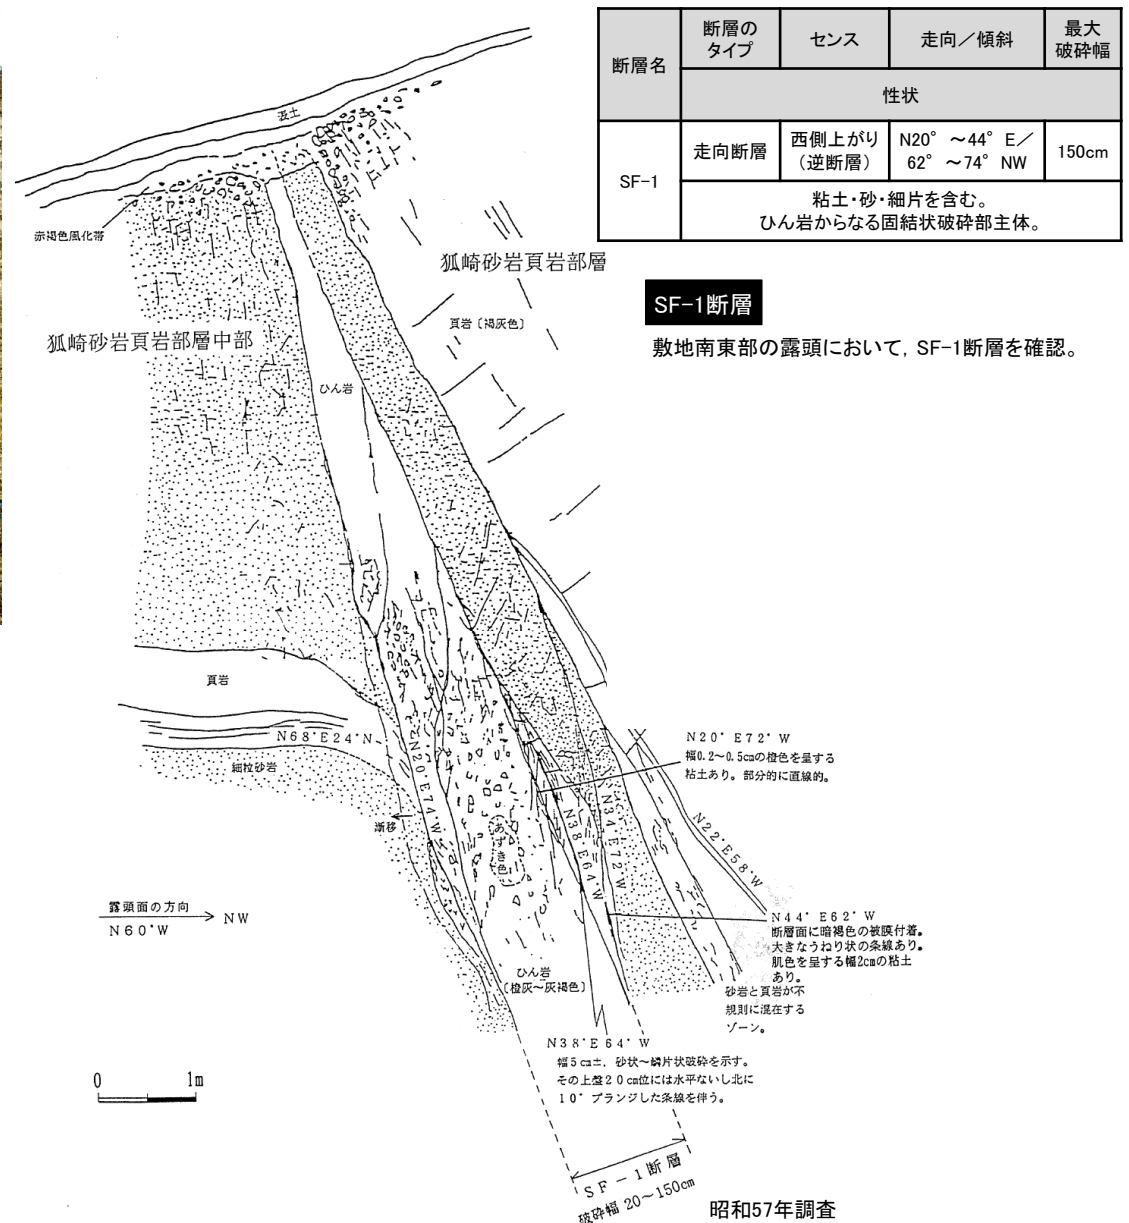 断層名
断層の
タイプ
センス
走向／傾斜
最大
破砕幅
性状
SF-1
走向断層
西側上がり
（逆断層）
N20° ～44° E／
62° ～74° NW
150cm
粘土・砂・細片を含む。
ひん岩からなる固結状破砕部主体。
SF-1断層
敷地南東部の露頭において，SF-1断層を確認。
表土
赤褐色風化帯
狐崎砂岩頁岩部層
頁岩〔褐灰色〕
狐崎砂岩頁岩部層中部
ひん岩
頁岩
N68°E24°N
細粒砂岩
漸移
N20°E74°W
あずき色
N20°E72°W
幅0.2～0.5cmの橙色を呈する
粘土あり。部分的に直線的。
N38°E64°W
N34°E72°W
N22°E58°W
N44°E62°W
断層面に暗褐色の被膜付着。
大きなうねり状の条線あり。
肌色を呈する幅2cmの粘土
あり。
砂岩と頁岩が不
規則に混在する
ゾーン。
露頭面の方向
N60°W
NW
ひん岩
〔橙灰～灰褐色〕
N38°E64°W
幅5cm±，砂状～鱗片状破砕を示す。
その上盤20cm位には水平ないし北に
10°プランジした条線を伴う。
0
1m
SF－1断層
破砕幅 20～150cm
昭和57年調査